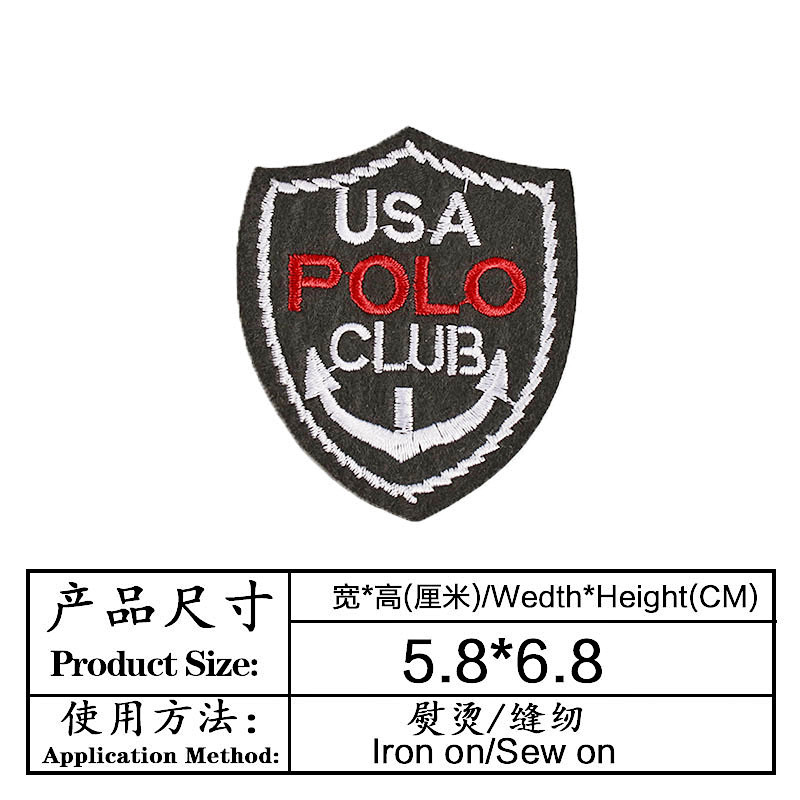 USA
POLO
CLUB
产品尺寸
Product Size:
宽*高(厘米)/Wedth*Height(CM)
5.8*6.8
使用方法：
Application Method:
熨烫/缝纫
Iron on/Sew on